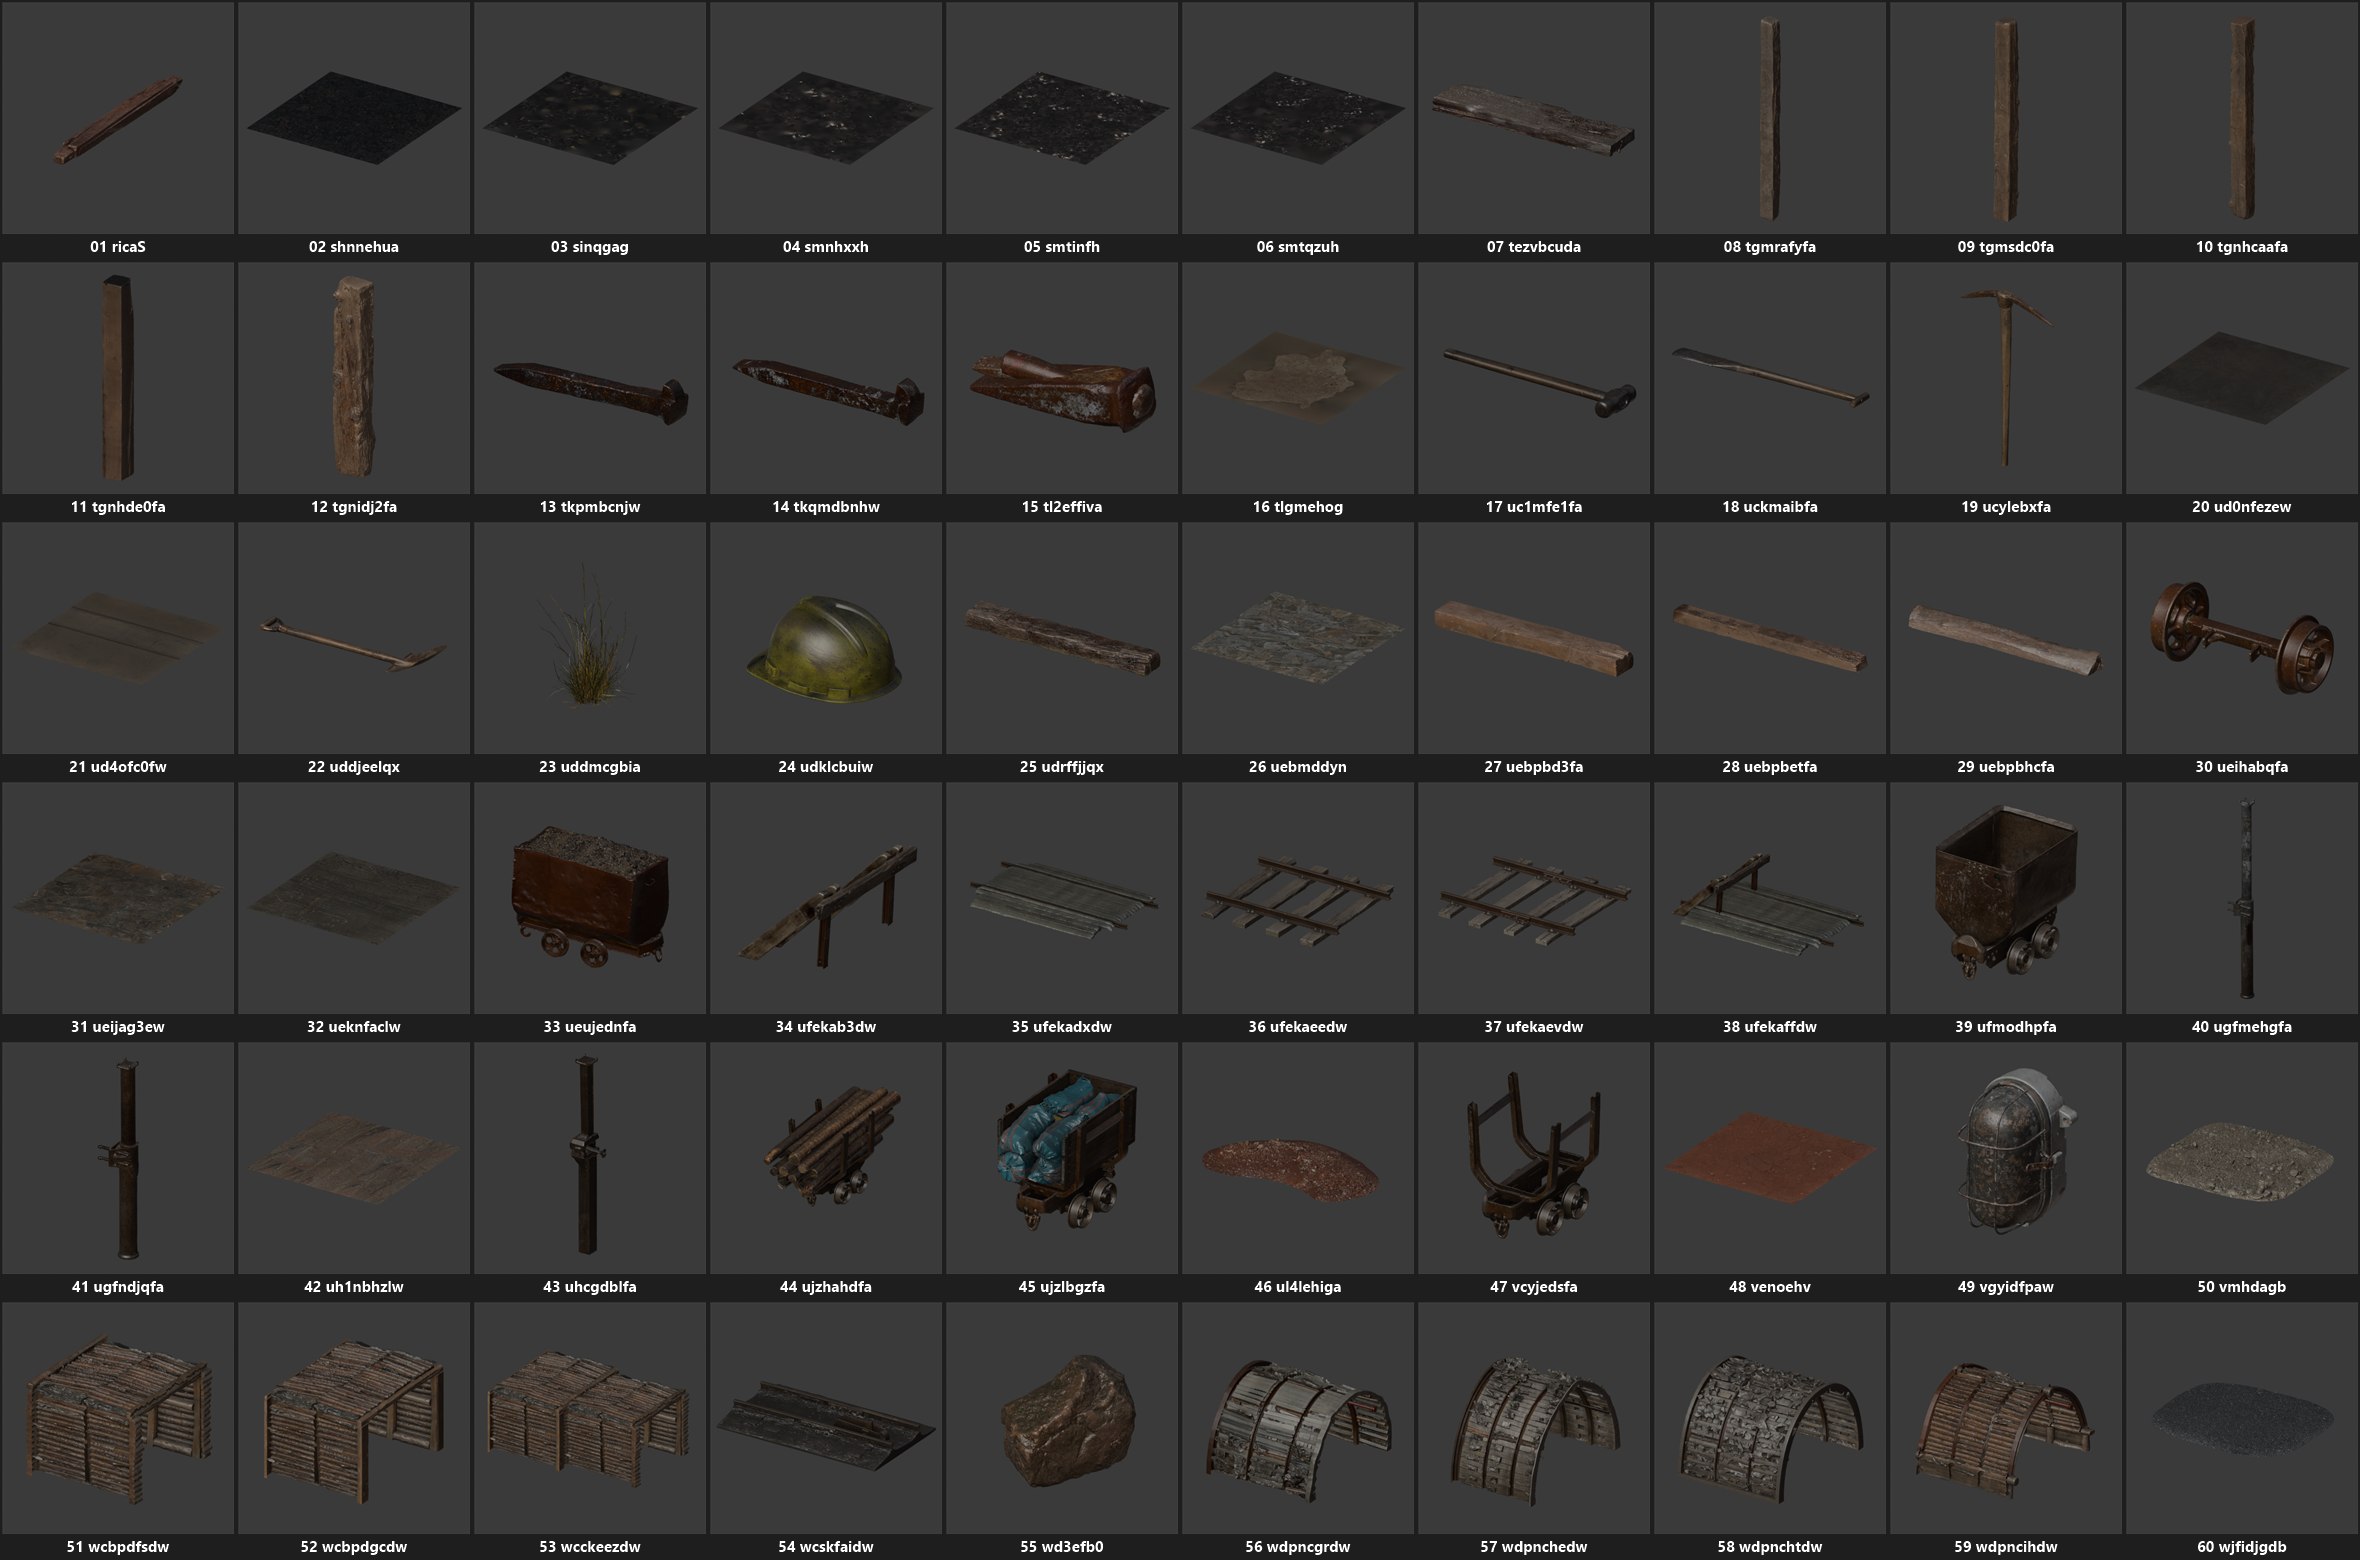 01 ricaS
02 shnnehua
03 sinqgag
04 smnhxxh
05 smtinfh
06 smtqzuh
07 tezvbcuda
08 tgmrafyfa
09 tgmsdc0fa
10 tgnhcaafa
11 tgnhde0fa
12 tgnidj2fa
13 tkpmbcnjw
14 tkqmdbnhw
15 tl2effiva
16 tlgmehog
17 uc1mfe1fa
18 uckmaibfa
19 ucylebxfa
20 ud0nfezew
21 ud4ofc0fw
22 uddjeelqx
23 uddmcgbia
24 udklcbuiw
25 udrffjjqx
26 uebmddyn
27 uebpbd3fa
28 uebpbetfa
29 uebpbhcfa
30 ueihabqfa
31 ueijag3ew
32 ueknfaclw
33 ueujednfa
34 ufekab3dw
35 ufekadxdw
36 ufekaeedw
37 ufekaevdw
38 ufekaffdw
39 ufmodhpfa
40 ugfmehgfa
41 ugfndjqfa
42 uh1nbhzlw
43 uhcgdblfa
44 ujzhahdfa
45 ujzlbgzfa
46 ul4lehiga
47 vcyjedsfa
48 venoehv
49 vgyidfpaw
50 vmhdagb
51 wcbpdfsdw
52 wcbpdgcdw
53 wcckeezdw
54 wcskfaidw
55 wd3efb0
56 wdpncgrdw
57 wdpnchedw
58 wdpnchtdw
59 wdpncihdw
60 wjfidjgdb